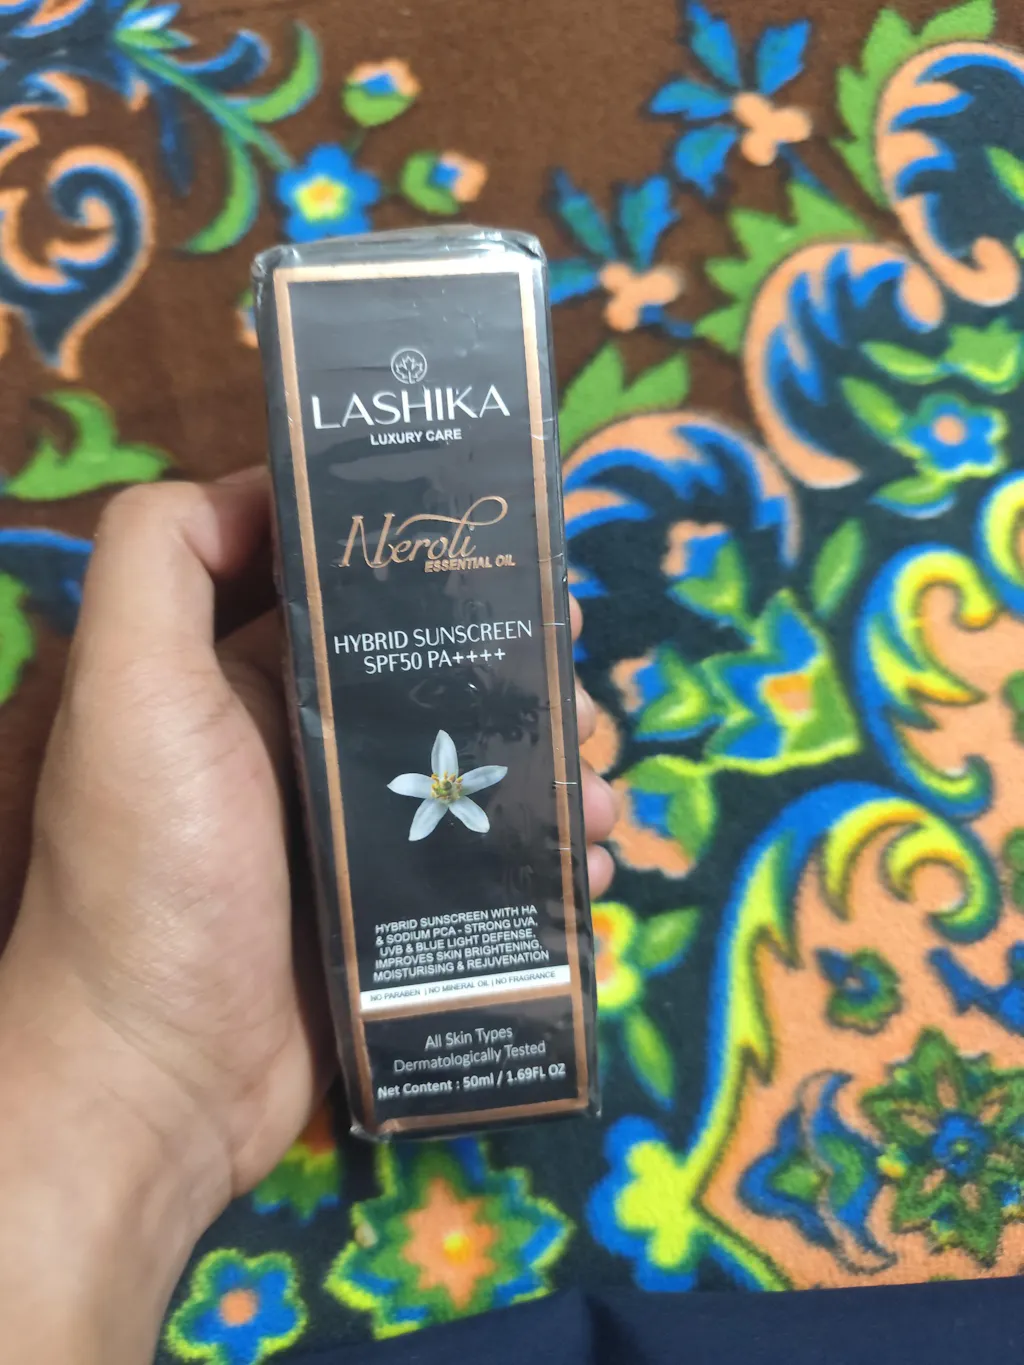 LASHIKA
LUXURY CARE
Neroli
ESSENTIAL OIL
HYBRID SUNSCREEN
SPF50 PA++++
HYBRID SUNSCREEN WITH HA
& SODIUM PCA - STRONG UVA,
UVB & BLUE LIGHT DEFENSE,
IMPROVES SKIN BRIGHTENING,
MOISTURISING & REJUVENATION
NO PARABEN | NO MINERAL OIL | NO FRAGRANCE
All Skin Types
Dermatologically Tested
Net Content : 50ml / 1.69FL OZ